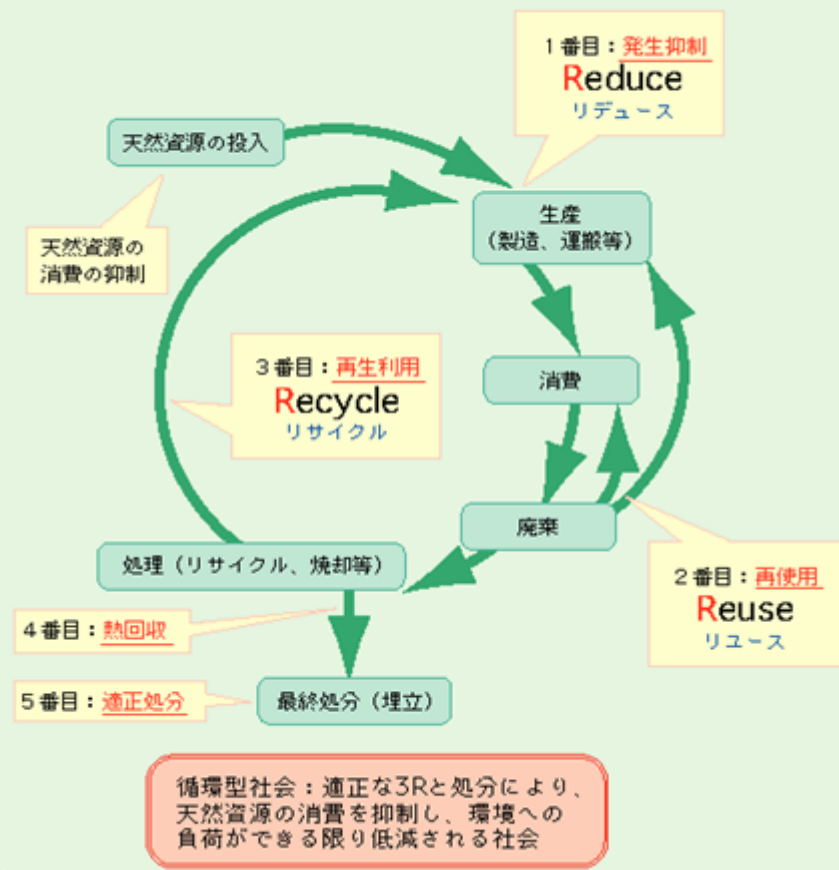 1番目：発生抑制
Reduce
リデュース
天然資源の投入
生産
（製造、運搬等）
天然資源の
消費の抑制
3番目：再生利用
Recycle
リサイクル
消費
廃棄
処理（リサイクル、焼却等）
2番目：再使用
Reuse
リユース
4番目：熱回収
5番目：適正処分
最終処分（埋立）
循環型社会：適正な3Rと処分により、
天然資源の消費を抑制し、環境への
負荷ができる限り低減される社会